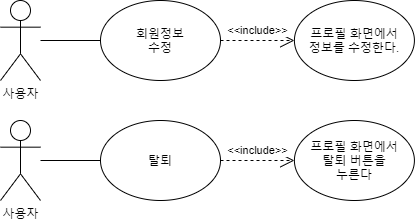 회원정보
수정
<<include>>
프로필 화면에서
정보를 수정한다.
사용자
탈퇴
<<include>>
프로필 화면에서
탈퇴 버튼을
누른다
사용자